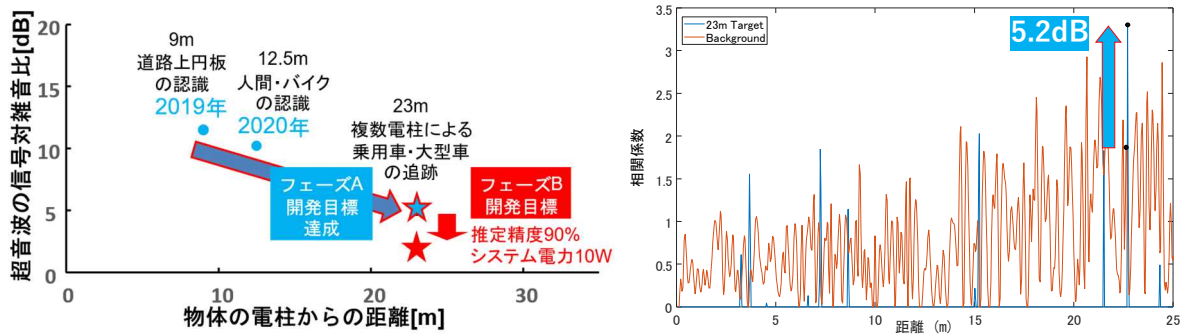 超音波の信号対雑音比[dB]
20
15
10
5
0
9m
道路上円板
の認識
2019年
12.5m
人間・バイク
の認識
2020年
23m
複数電柱による
乗用車・大型車
の追跡
フェーズA
開発目標
達成
フェーズB
開発目標
推定精度90%
システム電力10W
0
10
20
30
物体の電柱からの距離[m]
23m Target
Background
5.2dB
相関係数
3.5
3
2.5
2
1.5
1
0.5
0
0
5
10
15
20
25
距離 (m)